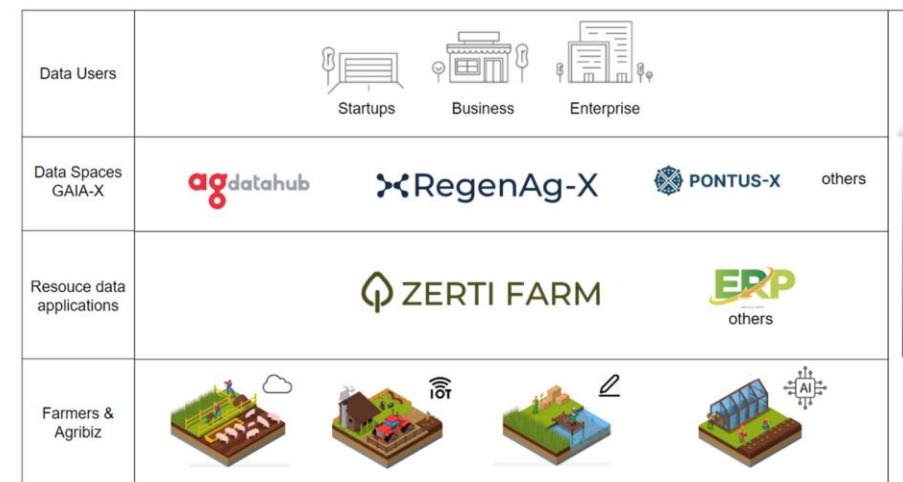 Data Users
Startups
Business
Enterprise
Data Spaces
GAIA-X
agdatahub
RegenAg-X
PONTUS-X
others
Resouce data
applications
ZERTI FARM
ERP
others
Farmers &
Agribiz
IOT
AI